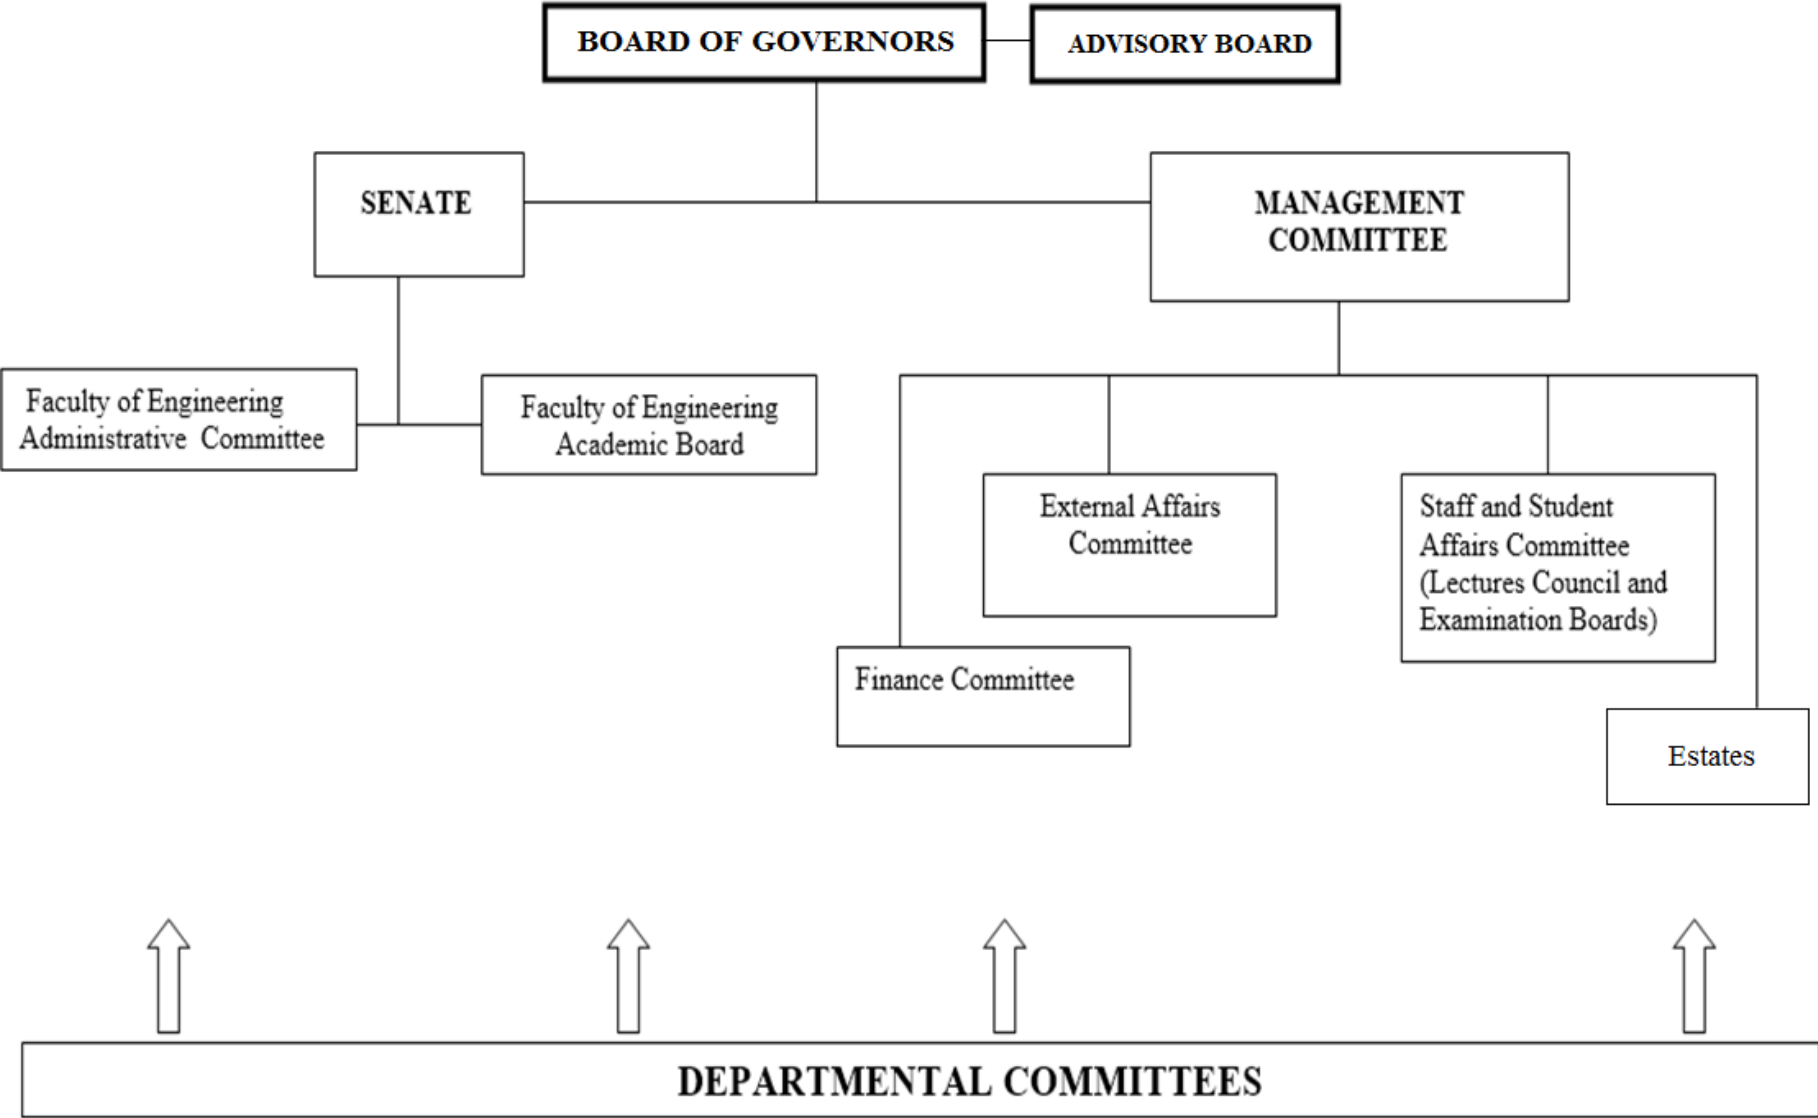 BOARD OF GOVERNORS
ADVISORY BOARD
SENATE
MANAGEMENT
COMMITTEE
Faculty of Engineering
Administrative Committee
Faculty of Engineering
Academic Board
External Affairs
Committee
Staff and Student
Affairs Committee
(Lectures Council and
Examination Boards)
Finance Committee
Estates
DEPARTMENTAL COMMITTEES